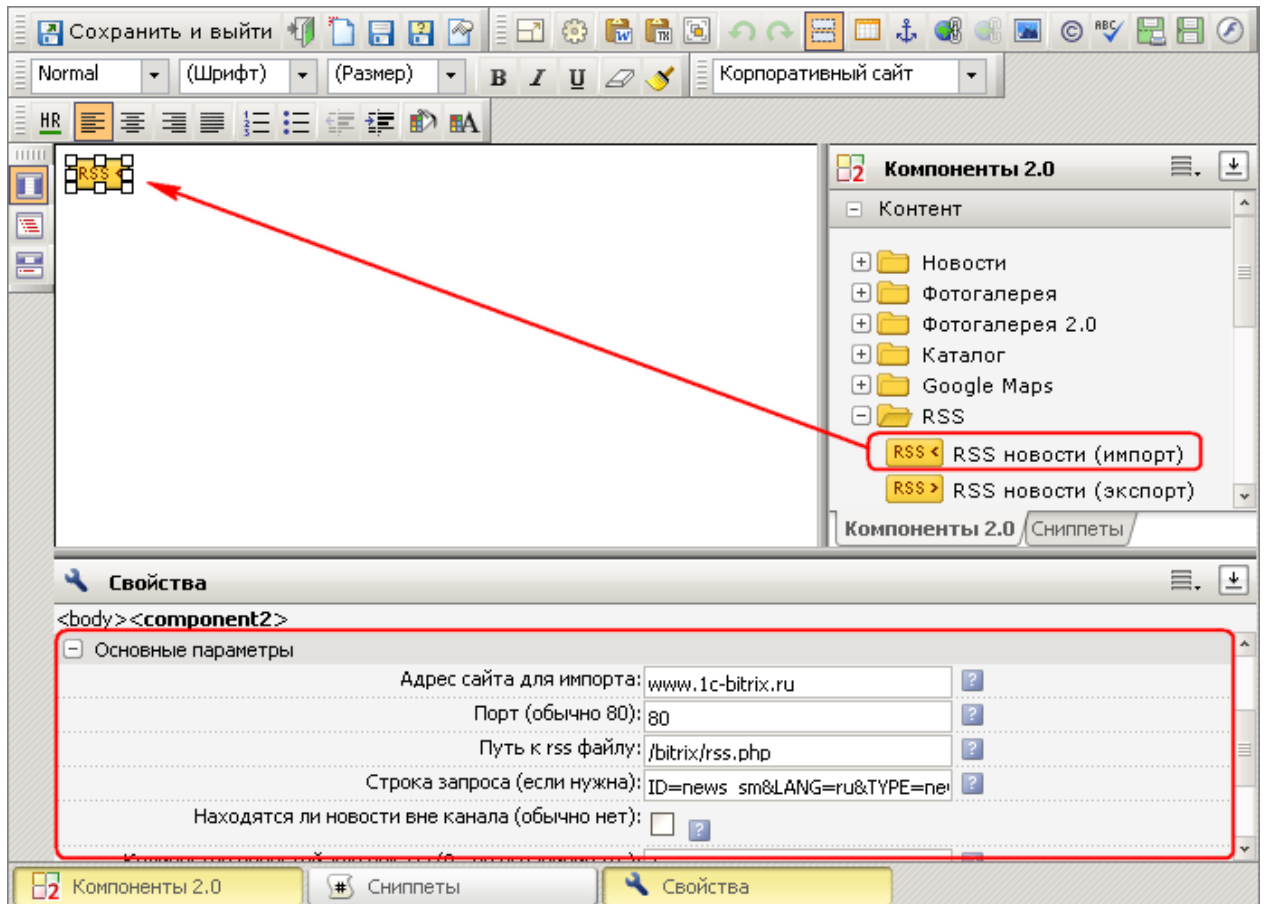 Сохранить и выйти
Normal (Шрифт) (Размер) B I U Корпоративный сайт
HR
RSS <
Компоненты 2.0
Контент
Новости
Фотогалерея
Фотогалерея 2.0
Каталог
Google Maps
RSS
RSS < RSS новости (импорт)
RSS > RSS новости (экспорт)
Компоненты 2.0 Сниппеты
Свойства
<body><component2>
Основные параметры
Адрес сайта для импорта: www.1c-bitrix.ru
Порт (обычно 80): 80
Путь к rss файлу: /bitrix/rss.php
Строка запроса (если нужна): ID=news_sm&LANG=ru&TYPE=ne
Находятся ли новости вне канала (обычно нет):
Компоненты 2.0 Сниппеты Свойства